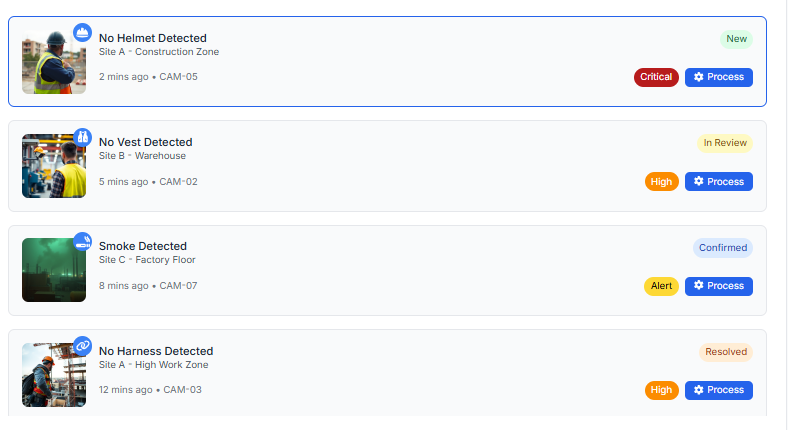 No Helmet Detected
New
Site A - Construction Zone
2 mins ago • CAM-05
Critical
Process
No Vest Detected
In Review
Site B - Warehouse
5 mins ago • CAM-02
High
Process
Smoke Detected
Confirmed
Site C - Factory Floor
8 mins ago • CAM-07
Alert
Process
No Harness Detected
Resolved
Site A - High Work Zone
12 mins ago • CAM-03
High
Process